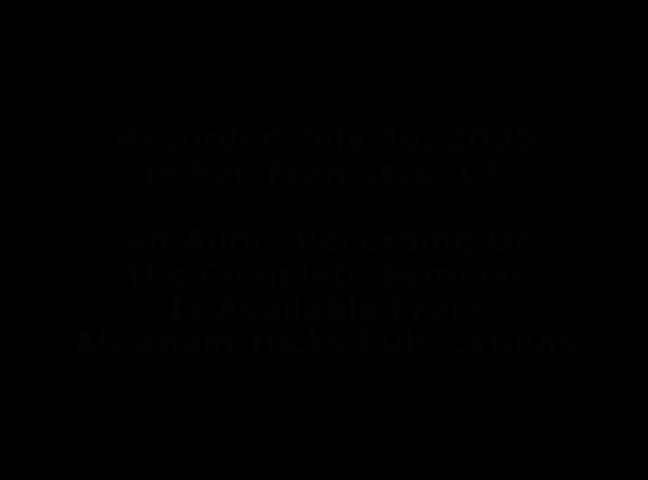 Recorded July 30, 2005
in San Francisco, CA
An Audio Recording Of
The Complete Seminar
Is Available From
Abraham-Hicks Publications